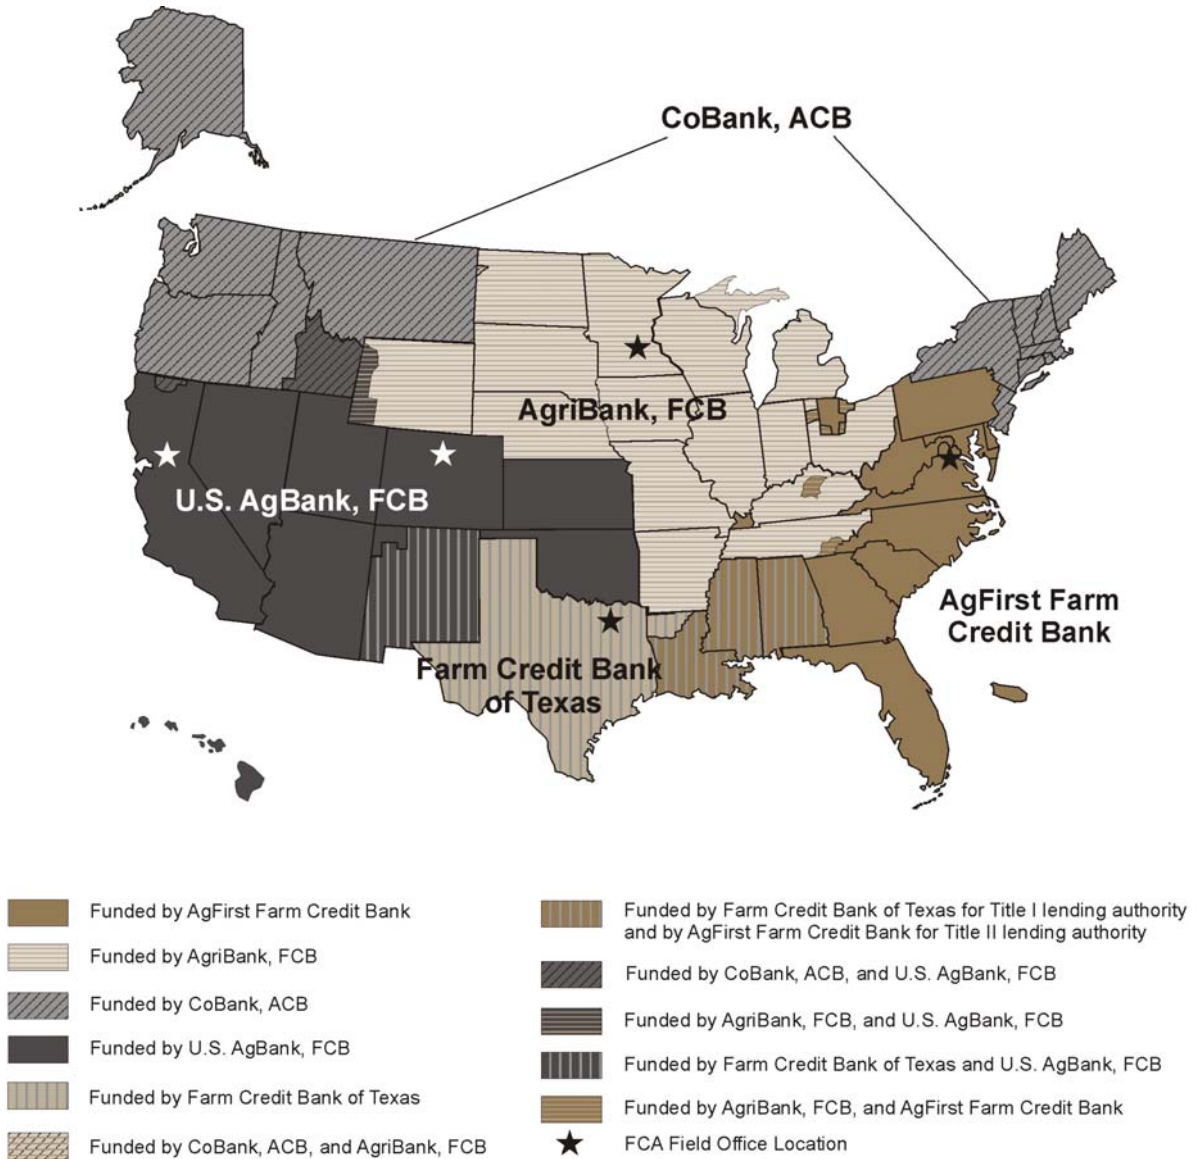 CoBank, ACB
AgriBank, FCB
U.S. AgBank, FCB
AgFirst Farm
Credit Bank
Farm Credit Bank
of Texas
Funded by AgFirst Farm Credit Bank
Funded by AgriBank, FCB
Funded by CoBank, ACB
Funded by U.S. AgBank, FCB
Funded by Farm Credit Bank of Texas
Funded by CoBank, ACB, and AgriBank, FCB
Funded by Farm Credit Bank of Texas for Title I lending authority
and by AgFirst Farm Credit Bank for Title II lending authority
Funded by CoBank, ACB, and U.S. AgBank, FCB
Funded by AgriBank, FCB, and U.S. AgBank, FCB
Funded by Farm Credit Bank of Texas and U.S. AgBank, FCB
Funded by AgriBank, FCB, and AgFirst Farm Credit Bank
FCA Field Office Location